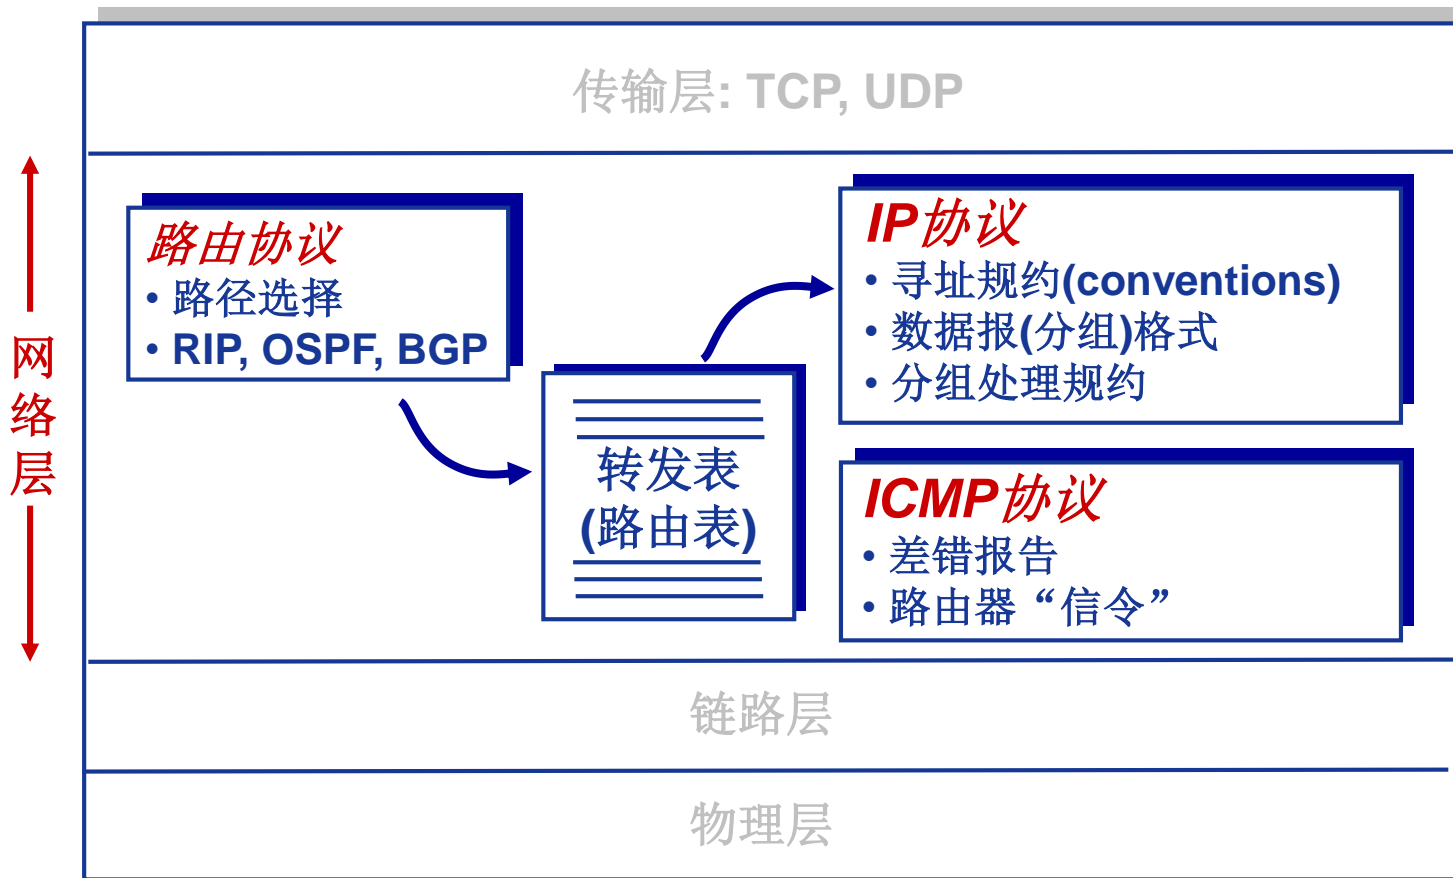 传输层: TCP, UDP
网络层
路由协议
• 路径选择
• RIP, OSPF, BGP
转发表
(路由表)
IP协议
• 寻址规约(conventions)
• 数据报(分组)格式
• 分组处理规约
ICMP协议
• 差错报告
• 路由器“信令”
链路层
物理层